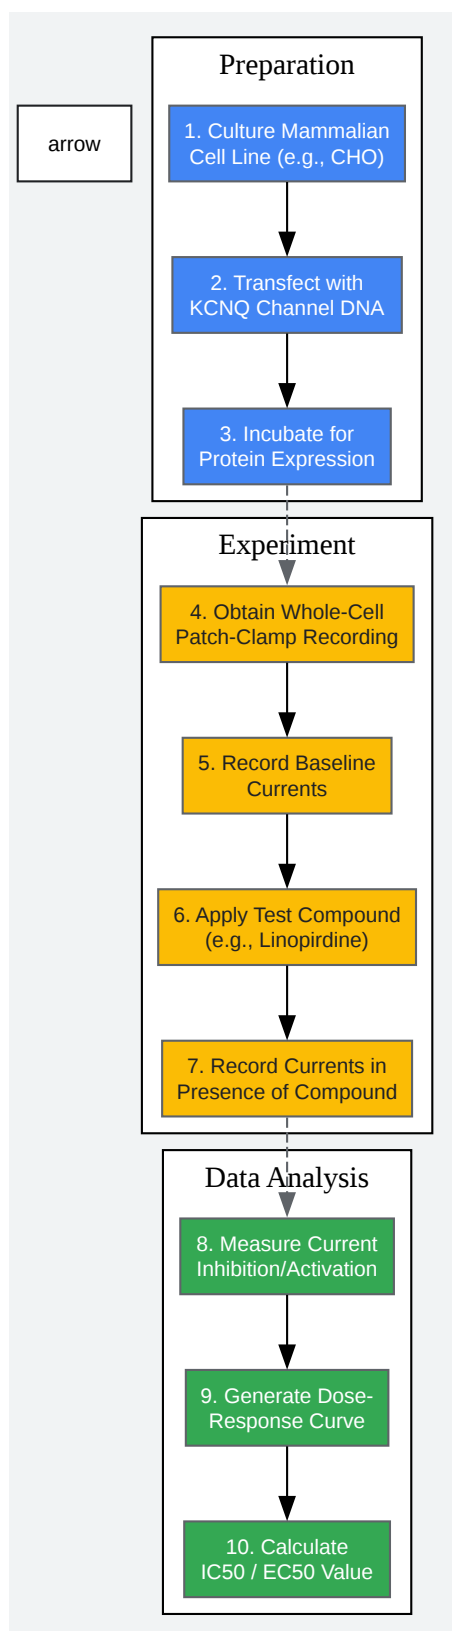 Preparation
arrow
1. Culture Mammalian
Cell Line (e.g., CHO)
2. Transfect with
KCNQ Channel DNA
3. Incubate for
Protein Expression
Experiment
4. Obtain Whole-Cell
Patch-Clamp Recording
5. Record Baseline
Currents
6. Apply Test Compound
(e.g., Linopirdine)
7. Record Currents in
Presence of Compound
Data Analysis
8. Measure Current
Inhibition/Activation
9. Generate Dose-
Response Curve
10. Calculate
IC50 / EC50 Value